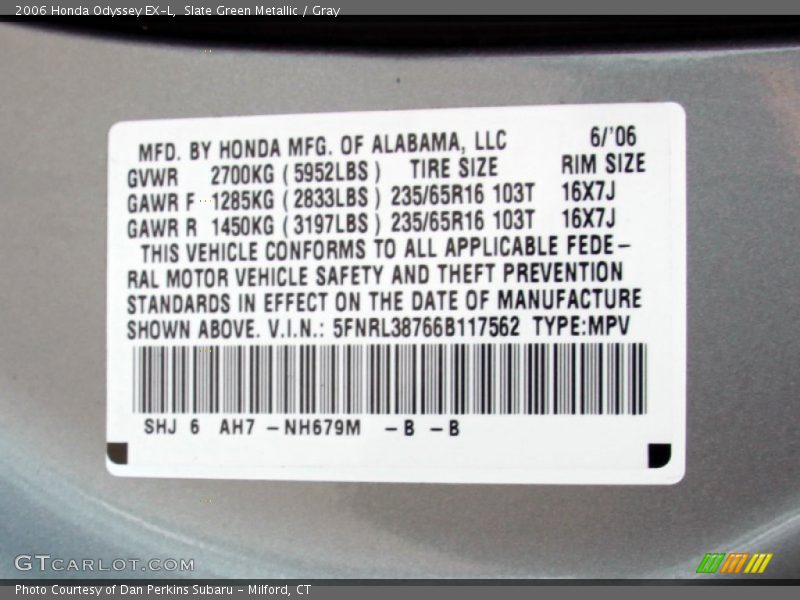 2006 Honda Odyssey EX-L,  Slate Green Metallic / Gray
MFD. BY HONDA MFG. OF ALABAMA, LLC 6/'06
GVWR 2700KG ( 5952LBS ) TIRE SIZE RIM SIZE
GAWR F 1285KG ( 2833LBS ) 235/65R16 103T 16X7J
GAWR R 1450KG ( 3197LBS ) 235/65R16 103T 16X7J
THIS VEHICLE CONFORMS TO ALL APPLICABLE FEDE-
RAL MOTOR VEHICLE SAFETY AND THEFT PREVENTION
STANDARDS IN EFFECT ON THE DATE OF MANUFACTURE
SHOWN ABOVE. V.I.N.: 5FNRL38766B117562 TYPE:MPV
SHJ 6 AH7 -NH679M -B -B
GTCARLOT.COM
Photo Courtesy of Dan Perkins Subaru - Milford, CT